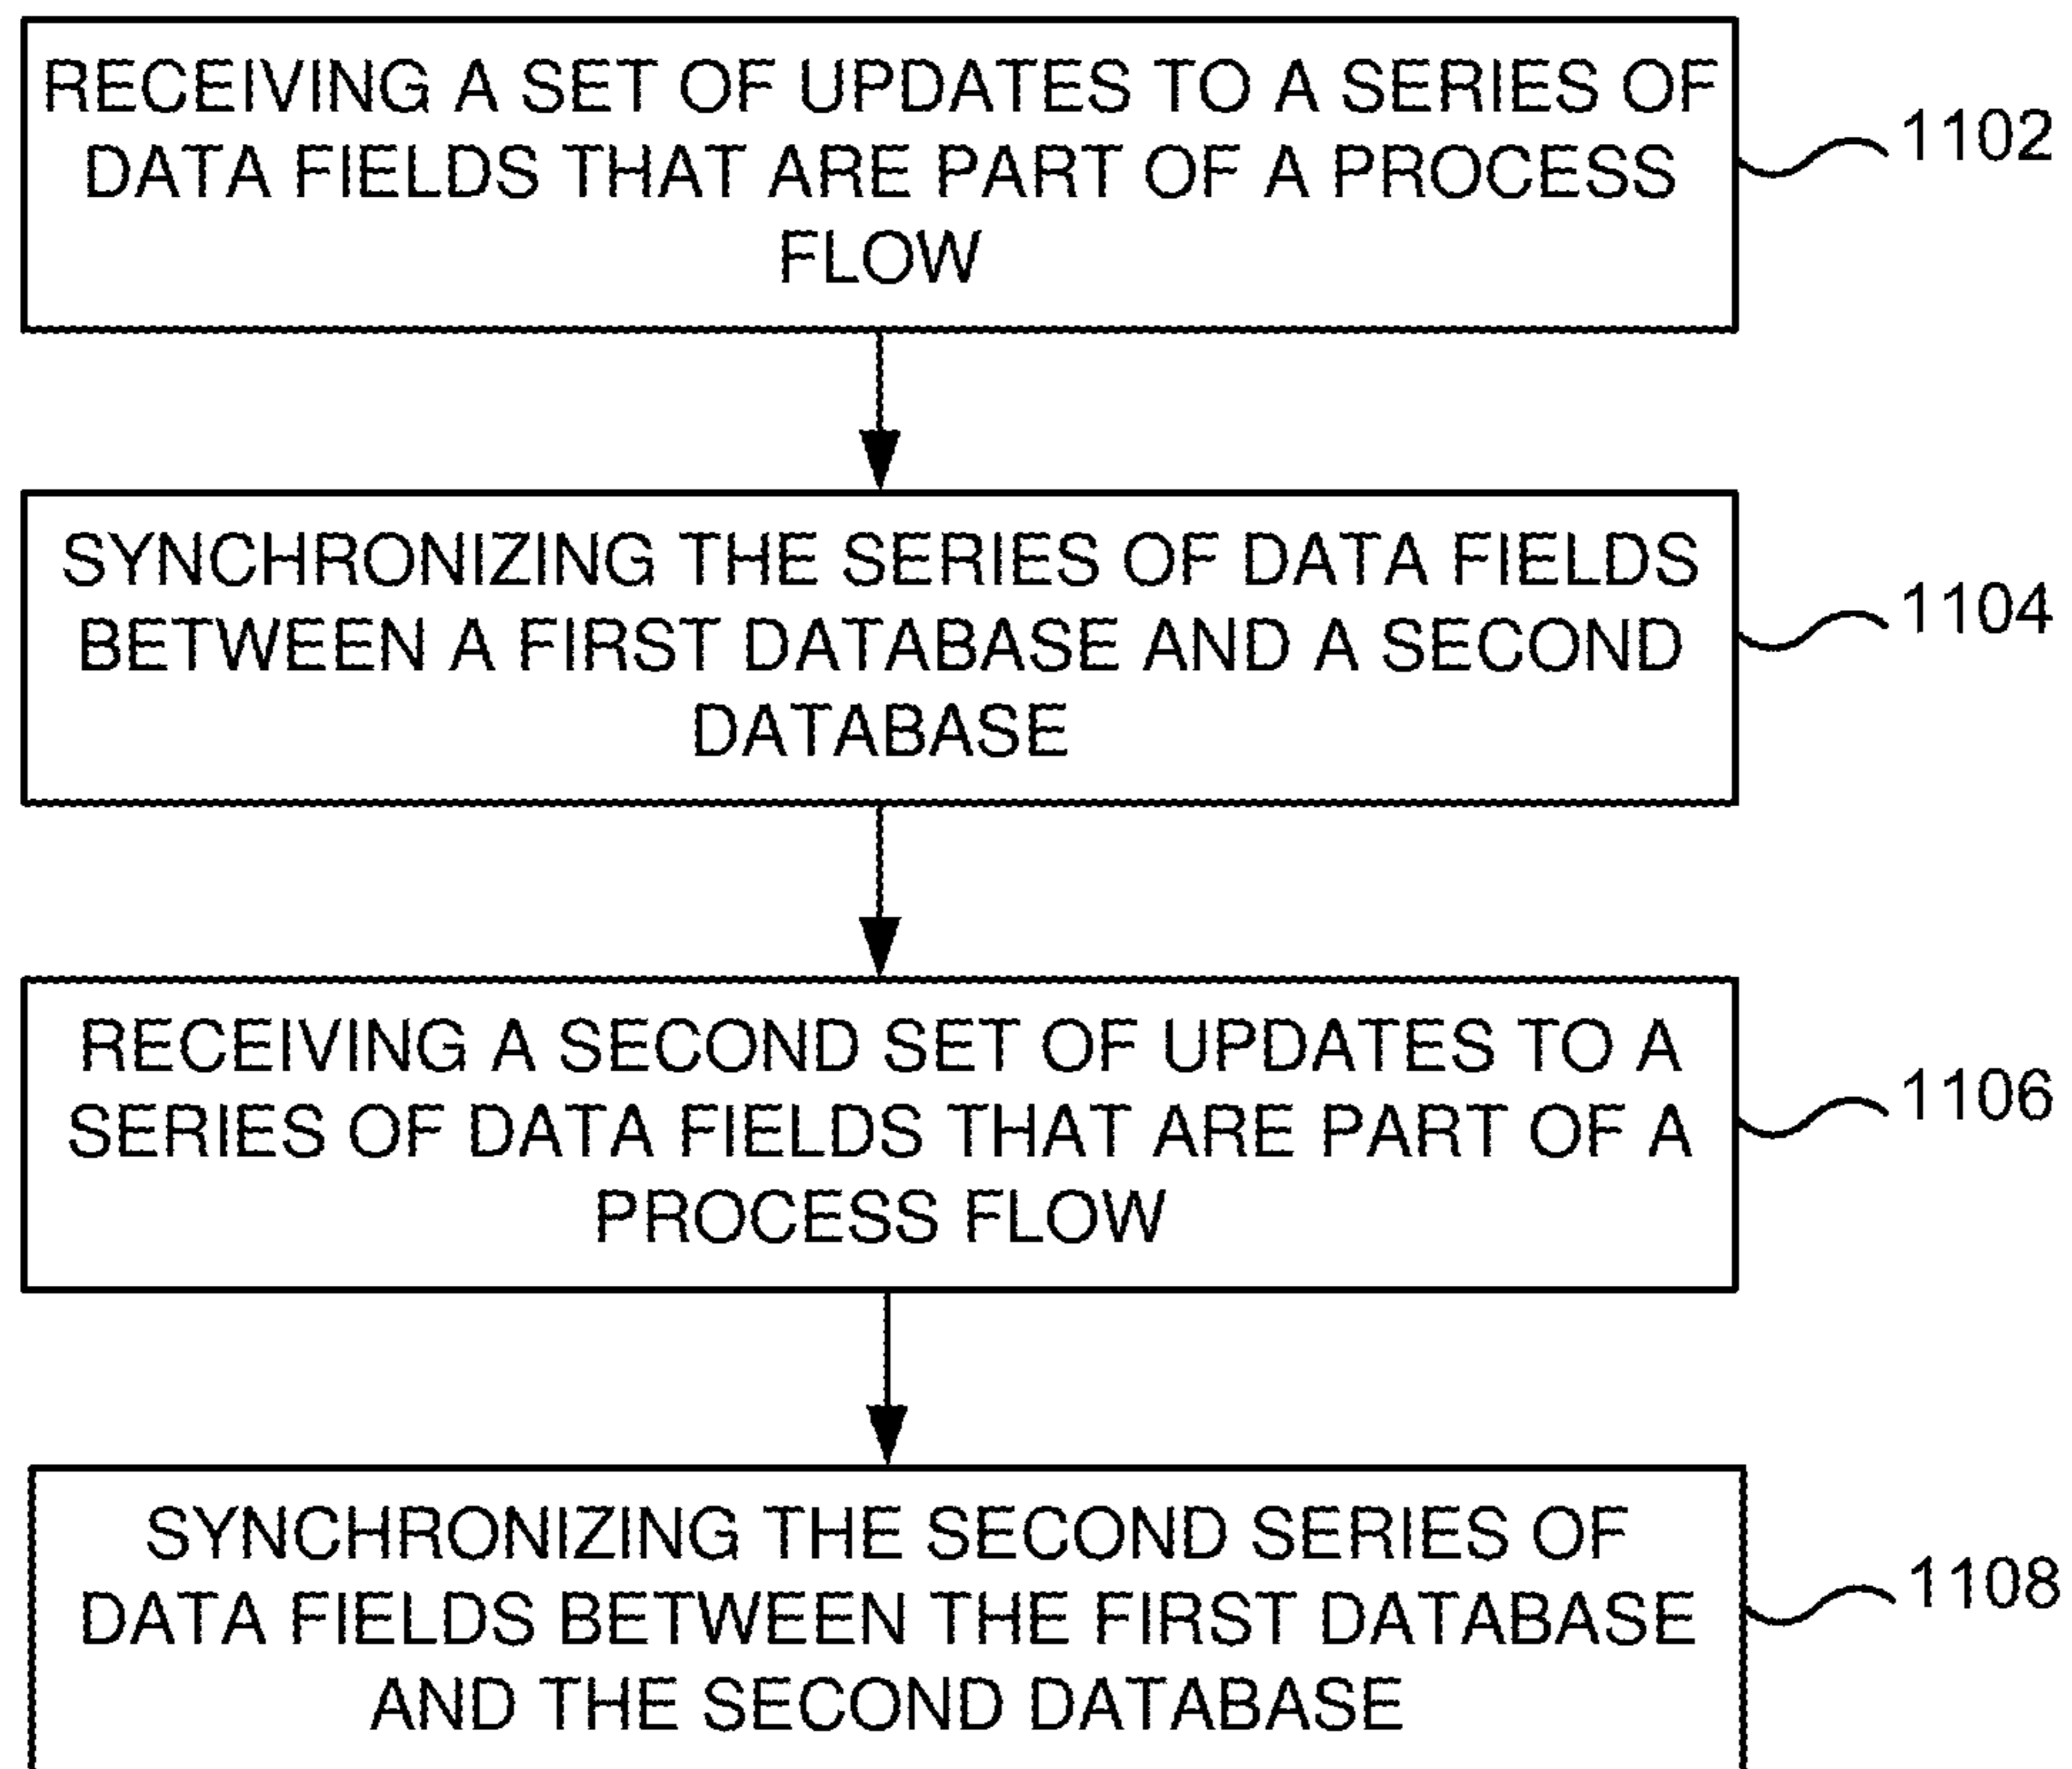 RECEIVING A SET OF UPDATES TO A SERIES OF
DATA FIELDS THAT ARE PART OF A PROCESS
FLOW
1102
SYNCHRONIZING THE SERIES OF DATA FIELDS
BETWEEN A FIRST DATABASE AND A SECOND
DATABASE
1104
RECEIVING A SECOND SET OF UPDATES TO A
SERIES OF DATA FIELDS THAT ARE PART OF A
PROCESS FLOW
1106
SYNCHRONIZING THE SECOND SERIES OF
DATA FIELDS BETWEEN THE FIRST DATABASE
AND THE SECOND DATABASE
1108